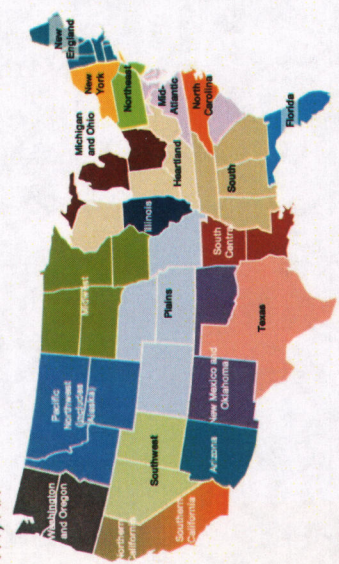 Washington
and Oregon
Pacific
Northwest
(includes
Alaska)
Midwest
Michigan
and Ohio
New
England
New
York
Northeast
Mid-
Atlantic
North
Carolina
Northern
California
Southern
California
Southwest
Plains
Illinois
Heartland
Arizona
New Mexico and
Oklahoma
South
Central
South
Texas
Florida